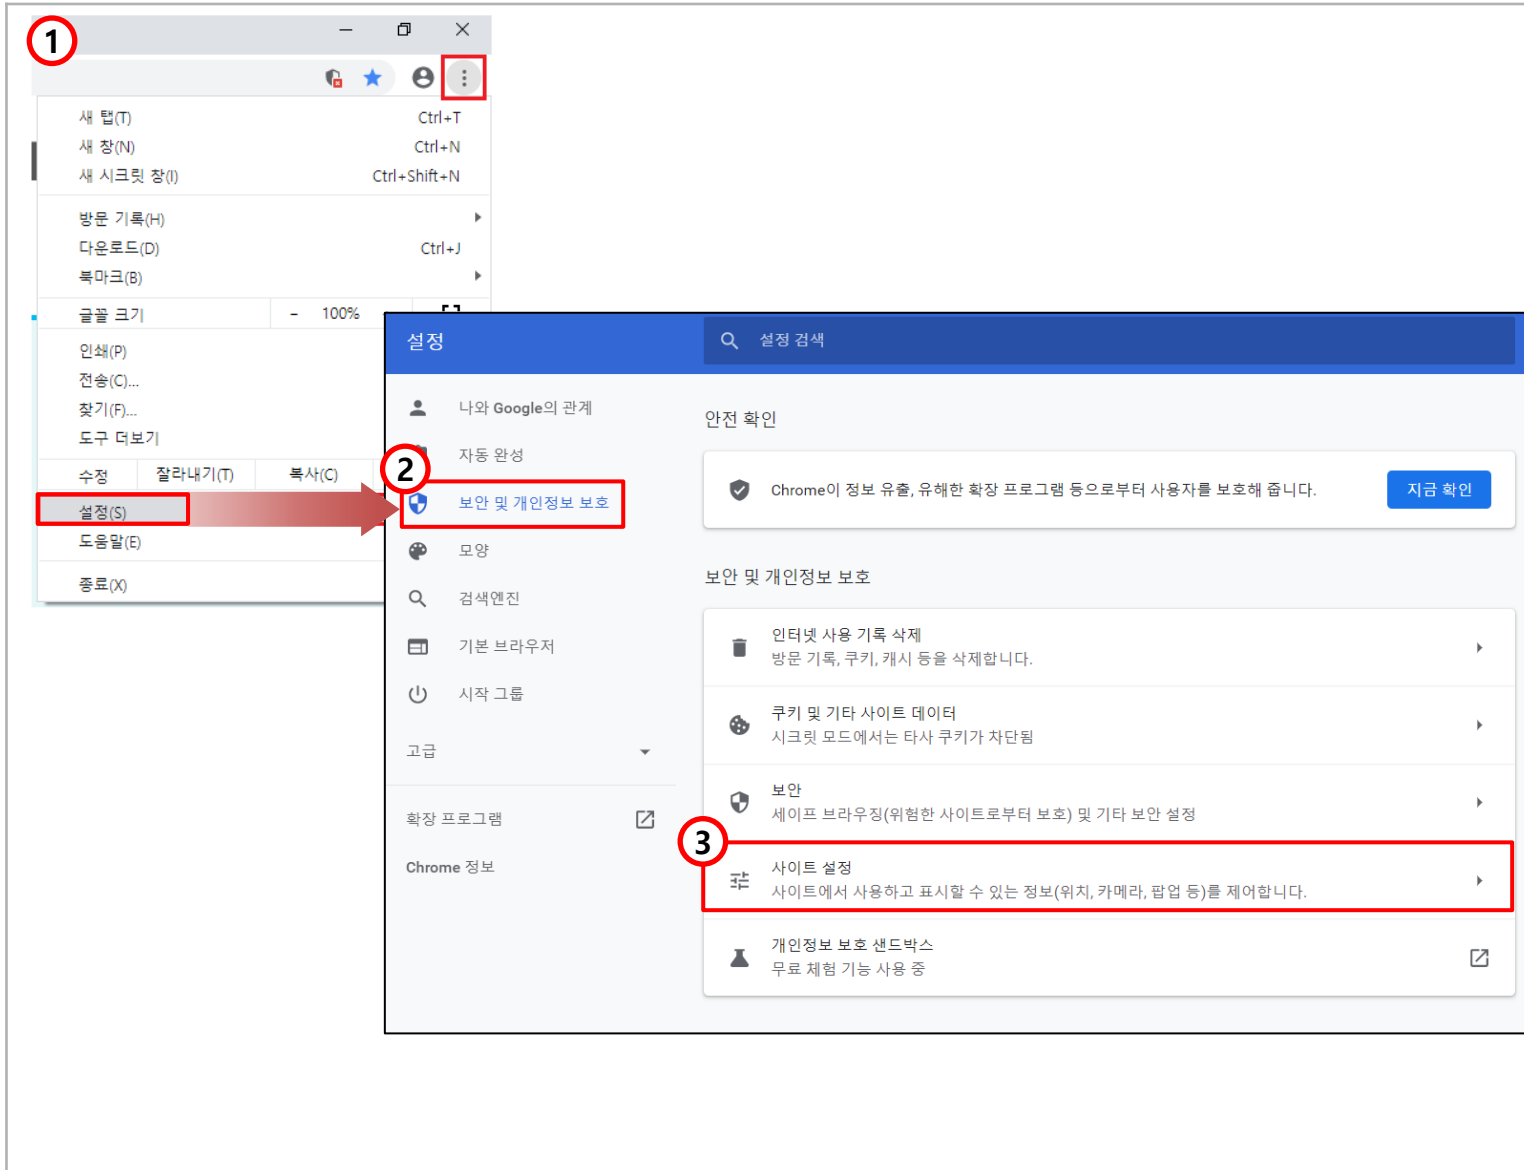 1
새 탭(T) Ctrl+T
새 창(N) Ctrl+N
새 시크릿 창(I) Ctrl+Shift+N
방문 기록(H)
다운로드(D) Ctrl+J
북마크(B)
글꼴 크기 - 100%
인쇄(P)
전송(C)...
찾기(F)...
도구 더보기
수정 잘라내기(T) 복사(C)
설정(S)
도움말(E)
종료(X)
설정
설정 검색
나와 Google의 관계
자동 완성
2
보안 및 개인정보 보호
모양
검색엔진
기본 브라우저
시작 그룹
고급
확장 프로그램
Chrome 정보
안전 확인
Chrome이 정보 유출, 유해한 확장 프로그램 등으로부터 사용자를 보호해 줍니다. 지금 확인
보안 및 개인정보 보호
인터넷 사용 기록 삭제
방문 기록, 쿠키, 캐시 등을 삭제합니다.
쿠키 및 기타 사이트 데이터
시크릿 모드에서는 타사 쿠키가 차단됨
보안
세이프 브라우징(위험한 사이트로부터 보호) 및 기타 보안 설정
3
사이트 설정
사이트에서 사용하고 표시할 수 있는 정보(위치, 카메라, 팝업 등)를 제어합니다.
개인정보 보호 샌드박스
무료 체험 기능 사용 중